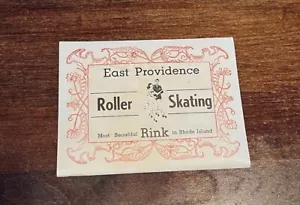 East Providence
Roller Skating
Most Beautiful Rink in Rhode Island